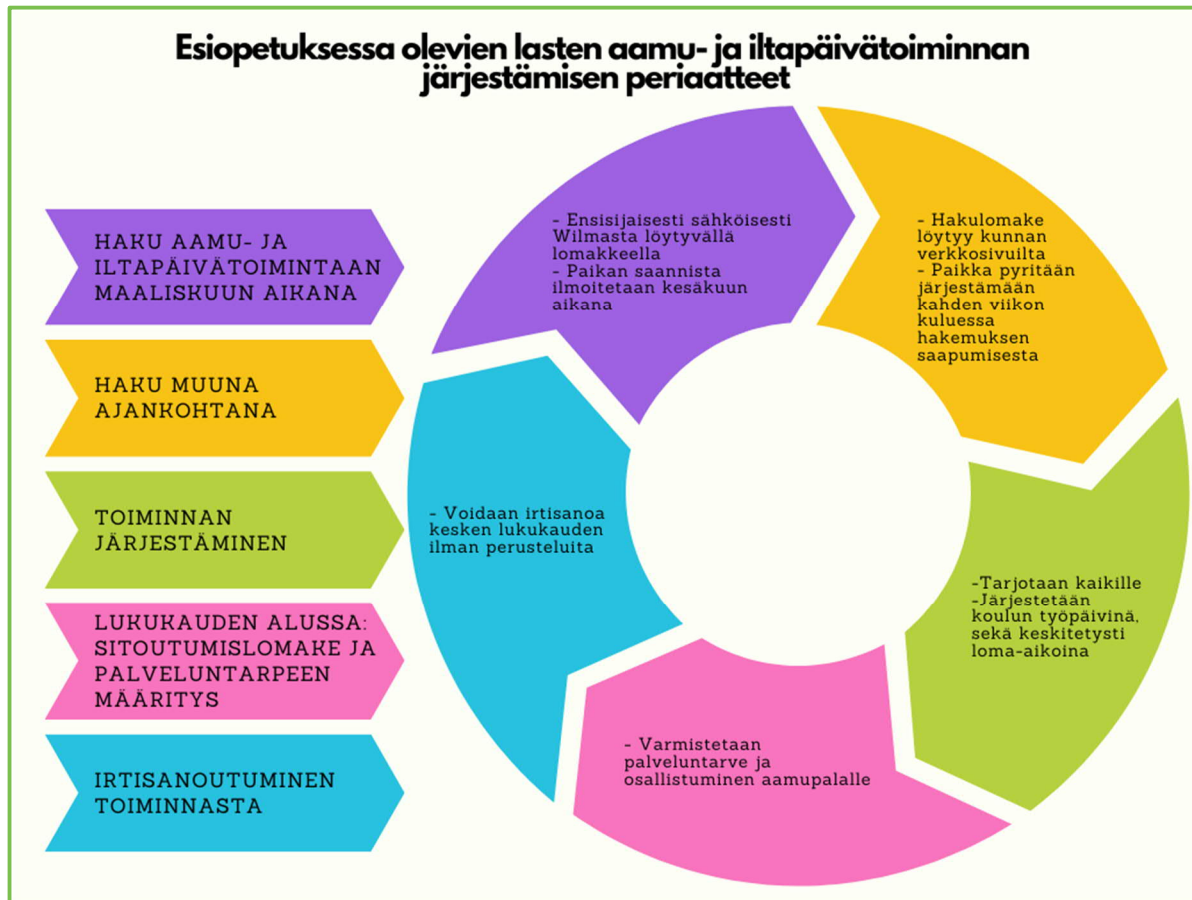 Esiopetuksessa olevien lasten aamu- ja iltapäivätoiminnan
järjestämisen periaatteet
HAKU AAMU- JA
ILTAPÄIVÄTOIMINTAAN
MAALISKUUN AIKANA
HAKU MUUNA
AJANKOHTANA
TOIMINNAN
JÄRJESTÄMINEN
LUKUKAUDEN ALUSSA:
SITOUTUMISLOMAKE JA
PALVELUNTARPEEN
MÄÄRITYS
IRTISANOUTUMINEN
TOIMINNASTA
- Ensisijaisesti sähköisesti
Wilmasta löytyvällä
lomakkeella
- Paikan saannista
ilmoitetaan kesäkuun
aikana
- Hakulomake
löytyy kunnan
verkkosivuilta
- Paikka pyritään
järjestämään
kahden viikon
kuluessa
hakemuksen
saapumisesta
-Tarjotaan kaikille
-Järjestetään
koulun työpäivinä,
sekä keskitetysti
loma-aikoina
- Varmistetaan
palveluntarve ja
osallistuminen aamupalalle
- Voidaan irtisanoa
kesken lukukauden
ilman perusteluita